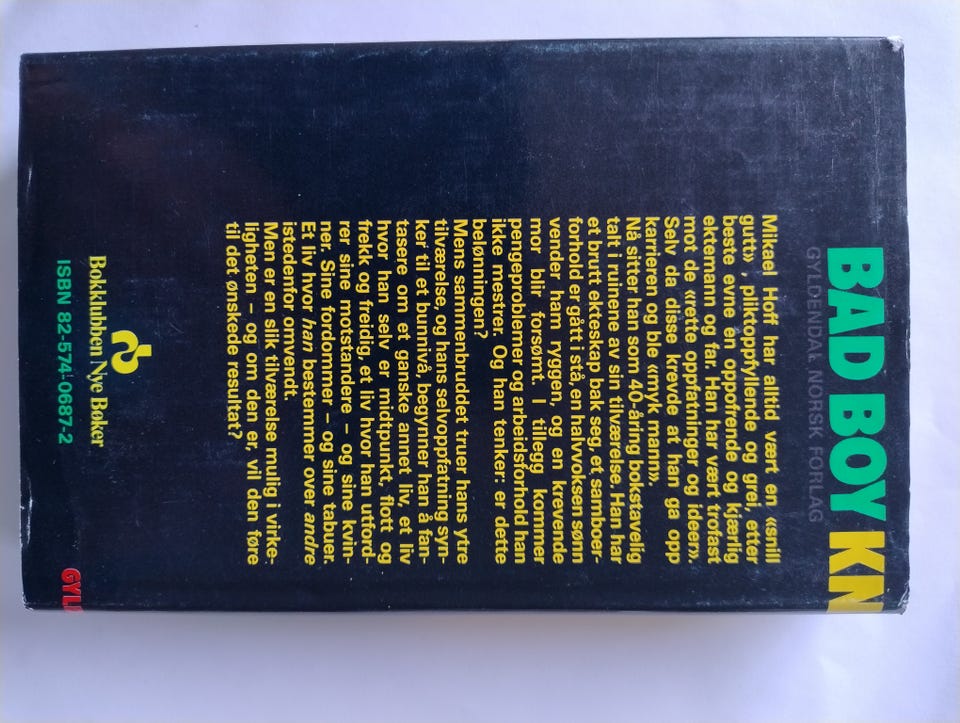 BAD BOY KN
GYLDENDAL NORSK FORLAG
Mikael Hoff har alltid vært en «snill
gutt», pliktoppfyllende og grei, etter
beste evne en oppofrende og kjærlig
ektemann og far. Han har vært trofast
mot de «rette oppfatninger og ideer».
Selv da disse krevde at han ga opp
karrieren og ble «myk mann».
Nå sitter han som 40-åring bokstavelig
talt i ruinene av sin tilværelse. Han har
et brutt ekteskap bak seg, et samboer-
forhold er gått i stå, en halvvoksen sønn
vender ham ryggen, og en krevende
mor blir forsømt. I tillegg kommer
pengeproblemer og arbeidsforhold han
ikke mestrer. Og han tenker: er dette
belønningen?
Mens sammenbruddet truer hans ytre
tilværelse, og hans selvoppfatning syn-
ker til et bunnivå, begynner han å fan-
tasere om et ganske annet liv, et liv
hvor han selv er midtpunkt, flott og
frekk og freidig, et liv hvor han utford-
rer sine motstandere – og sine kvin-
ner. Sine fordommer – og sine tabuer.
Et liv hvor han bestemmer over andre
istedenfor omvendt.
Men er en slik tilværelse mulig i virke-
ligheten – og om den er, vil den føre
til det ønskede resultat?
Bokklubben Nye Bøker
ISBN 82-574-0687-2
GYL